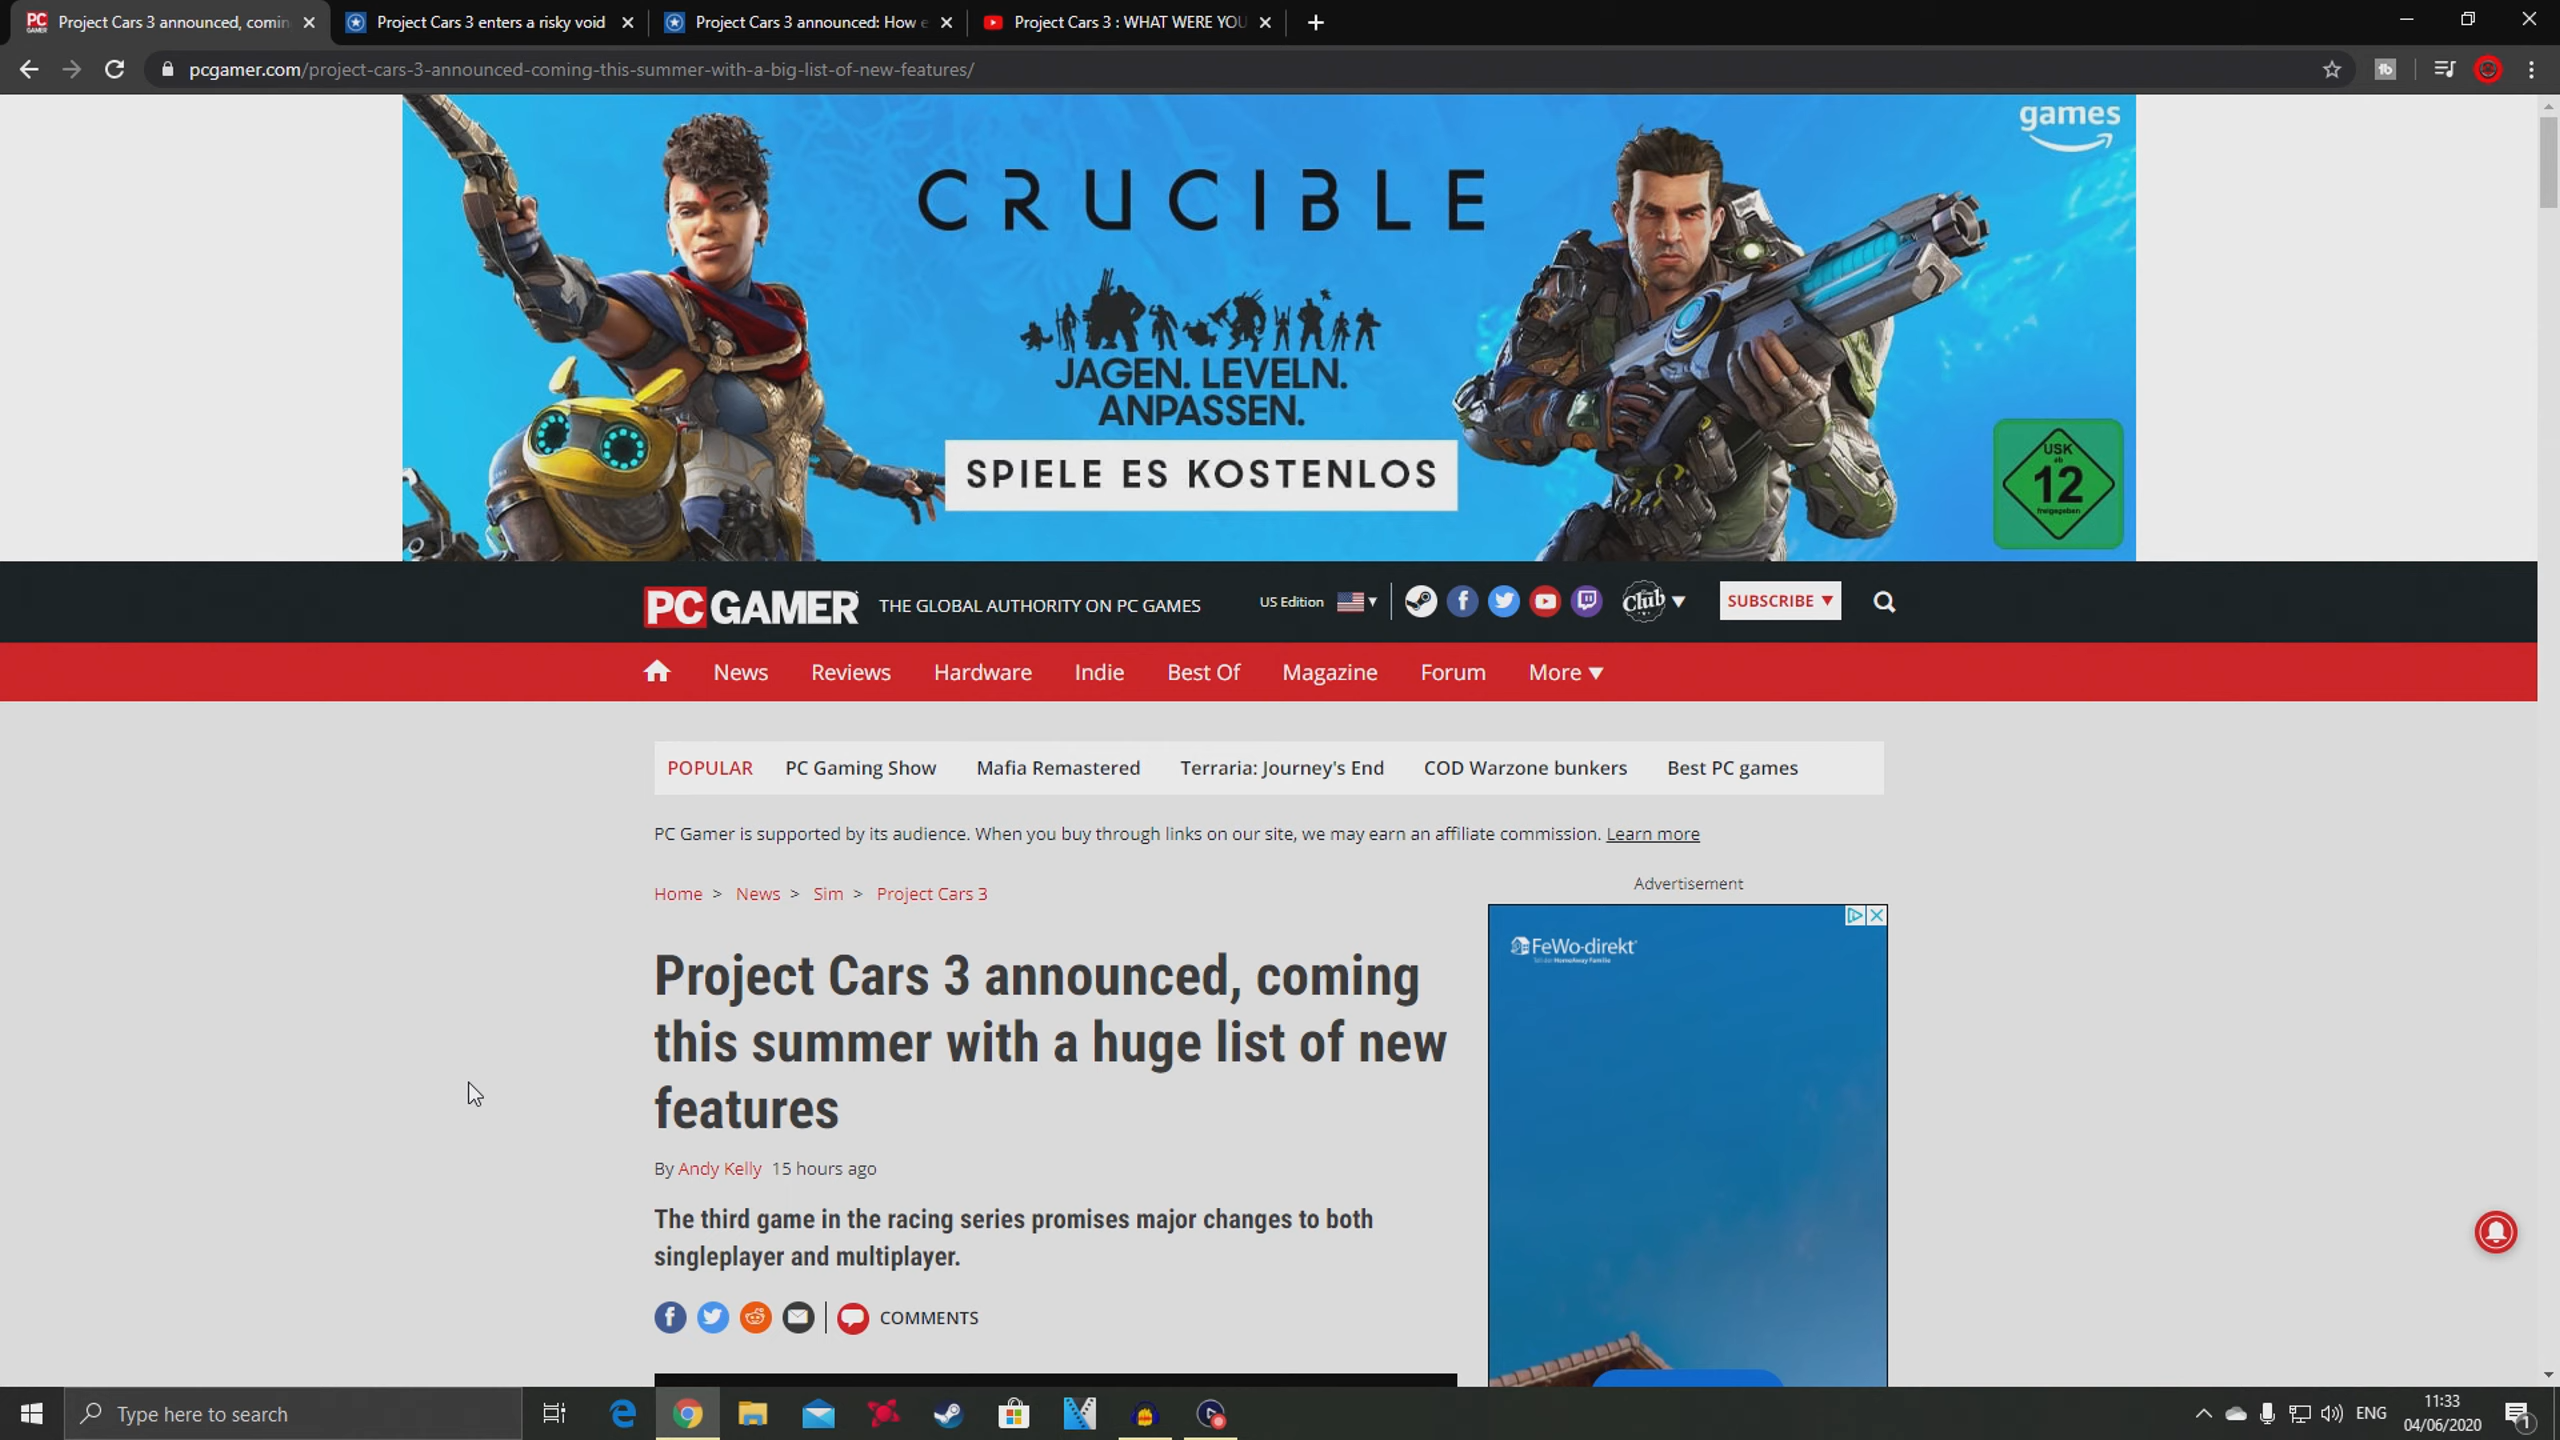 Project Cars 3 announced, comin
Project Cars 3 enters a risky void
Project Cars 3 announced: How e
Project Cars 3 : WHAT WERE YOU
pcgamer.com/project-cars-3-announced-coming-this-summer-with-a-big-list-of-new-features/
games
CRUCIBLE
JAGEN. LEVELN.
ANPASSEN.
SPIELE ES KOSTENLOS
USK
ab
12
freigegeben
PC GAMER
THE GLOBAL AUTHORITY ON PC GAMES
US Edition
Club
SUBSCRIBE
News Reviews Hardware Indie Best Of Magazine Forum More
POPULAR PC Gaming Show Mafia Remastered Terraria: Journey's End COD Warzone bunkers Best PC games
PC Gamer is supported by its audience. When you buy through links on our site, we may earn an affiliate commission. Learn more
Home > News > Sim > Project Cars 3
Advertisement
FeWo-direkt
Project Cars 3 announced, coming
this summer with a huge list of new
features
By Andy Kelly 15 hours ago
The third game in the racing series promises major changes to both
singleplayer and multiplayer.
COMMENTS
Type here to search
ENG
11:33
04/06/2020
1